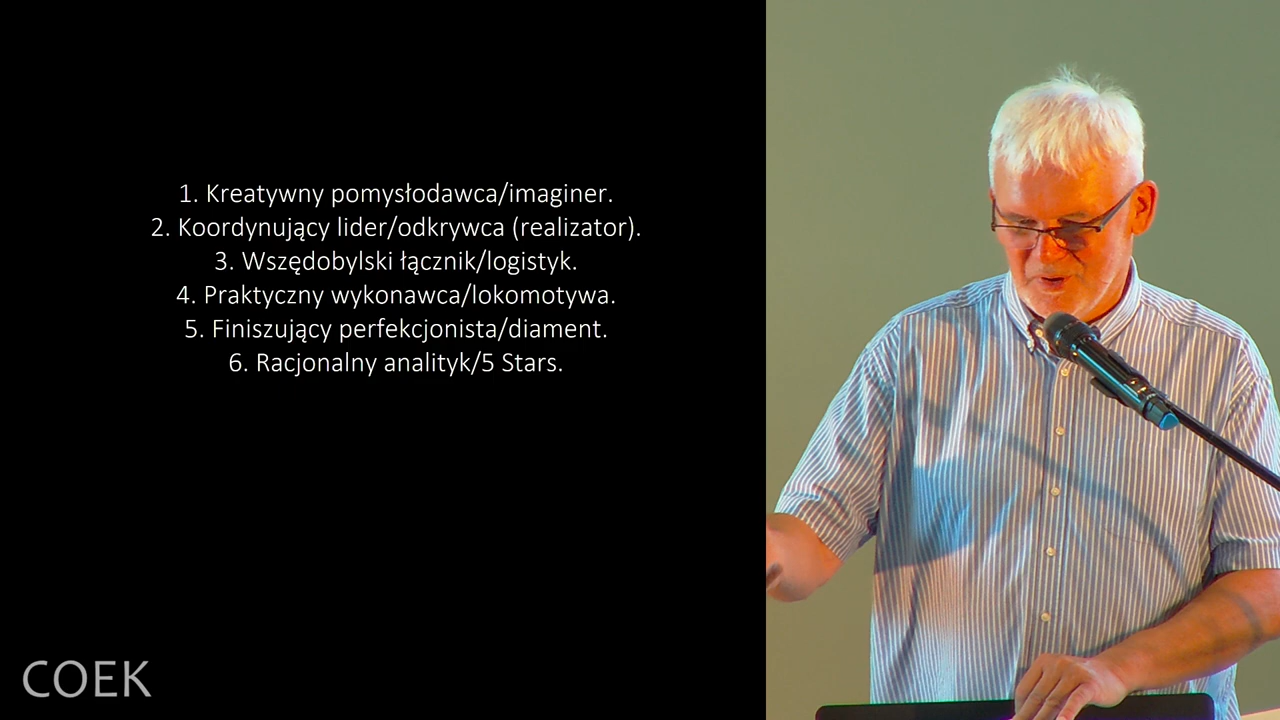 1. Kreatywny pomysłodawca/imaginer.
2. Koordynujący lider/odkrywca (realizator).
3. Wszędobylski łącznik/logistyk.
4. Praktyczny wykonawca/lokomotywa.
5. Finiszujący perfekcjonista/diament.
6. Racjonalny analityk/5 Stars.
COEK